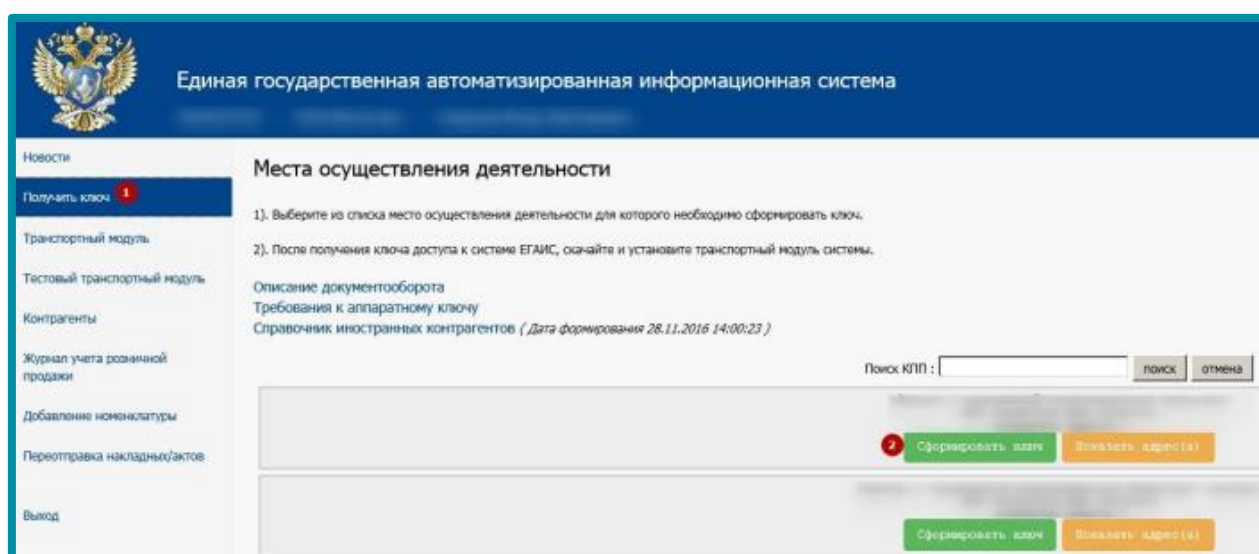 Единая государственная автоматизированная информационная система
Новости
Получить ключ 1
Транспортный модуль
Тестовый транспортный модуль
Контрагенты
Журнал учета розничной
продажи
Добавление номенклатуры
Переотправка накладных/актов
Выход
Места осуществления деятельности
1). Выберите из списка место осуществления деятельности для которого необходимо сформировать ключ.
2). После получения ключа доступа к системе ЕГАИС, скачайте и установите транспортный модуль системы.
Описание документооборота
Требования к аппаратному ключу
Справочник иностранных контрагентов ( Дата формирования 28.11.2016 14:00:23 )
Поиск КПП : поиск отмена
2 Сформировать ключ Показать адрес(а)
Сформировать ключ Показать адрес(а)